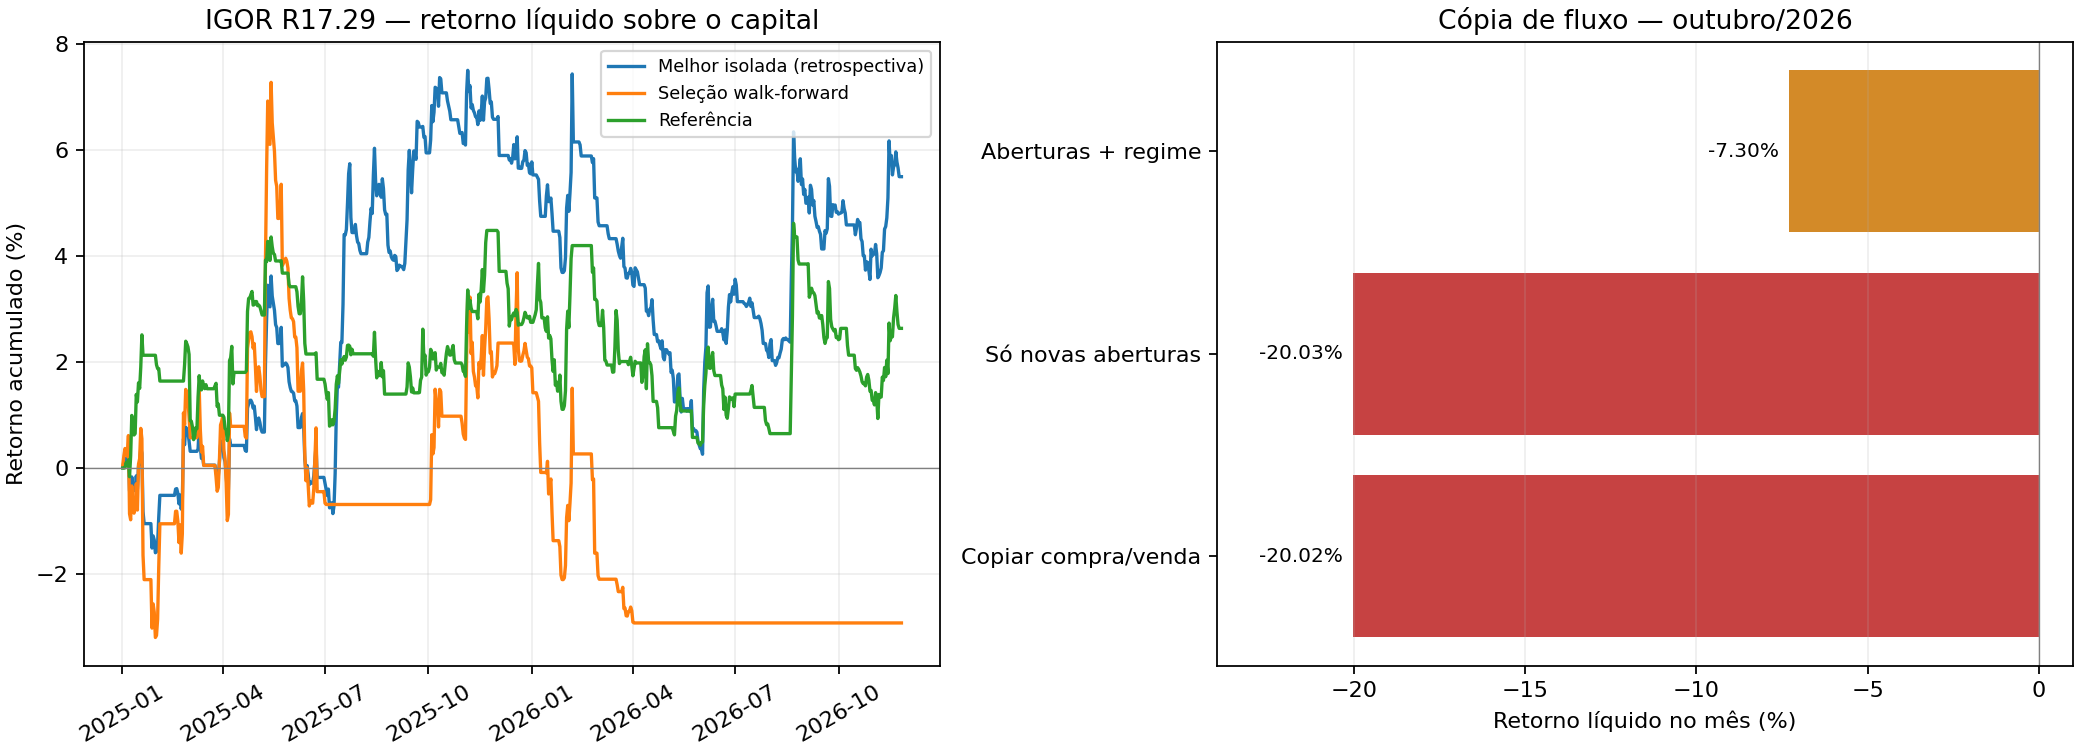 IGOR R17.29 — retorno líquido sobre o capital
Retorno acumulado (%)
8
6
4
2
0
−2
Melhor isolada (retrospectiva)
Seleção walk-forward
Referência
2025-01
2025-04
2025-07
2025-10
2026-01
2026-04
2026-07
2026-10
Cópia de fluxo — outubro/2026
Aberturas + regime
-7.30%
Só novas aberturas
-20.03%
Copiar compra/venda
-20.02%
−20
−15
−10
−5
0
Retorno líquido no mês (%)